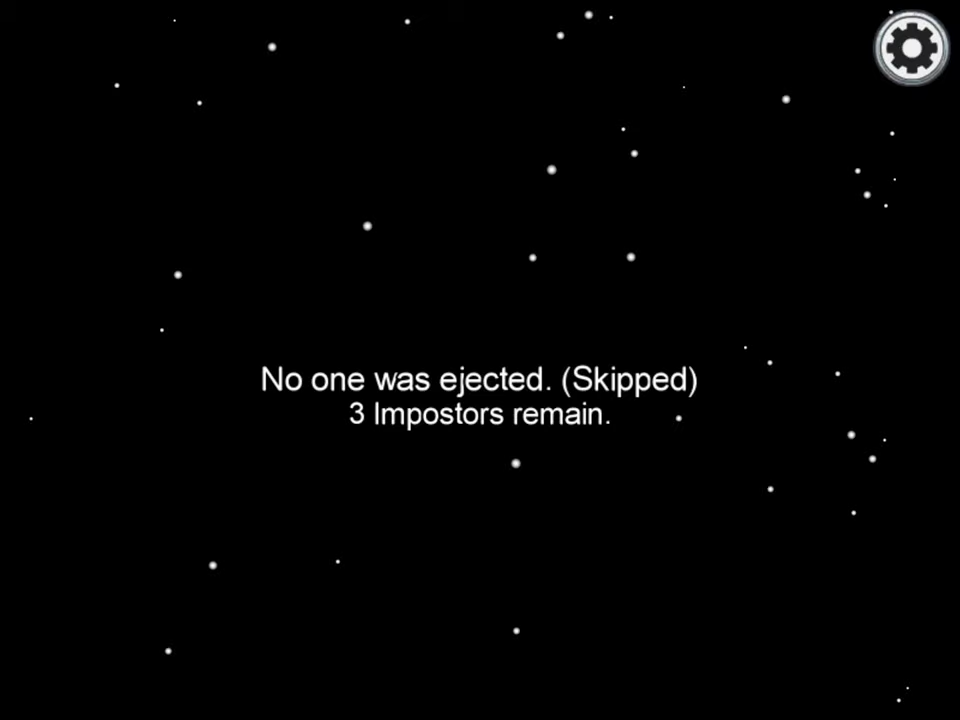 No one was ejected. (Skipped)
3 Impostors remain.